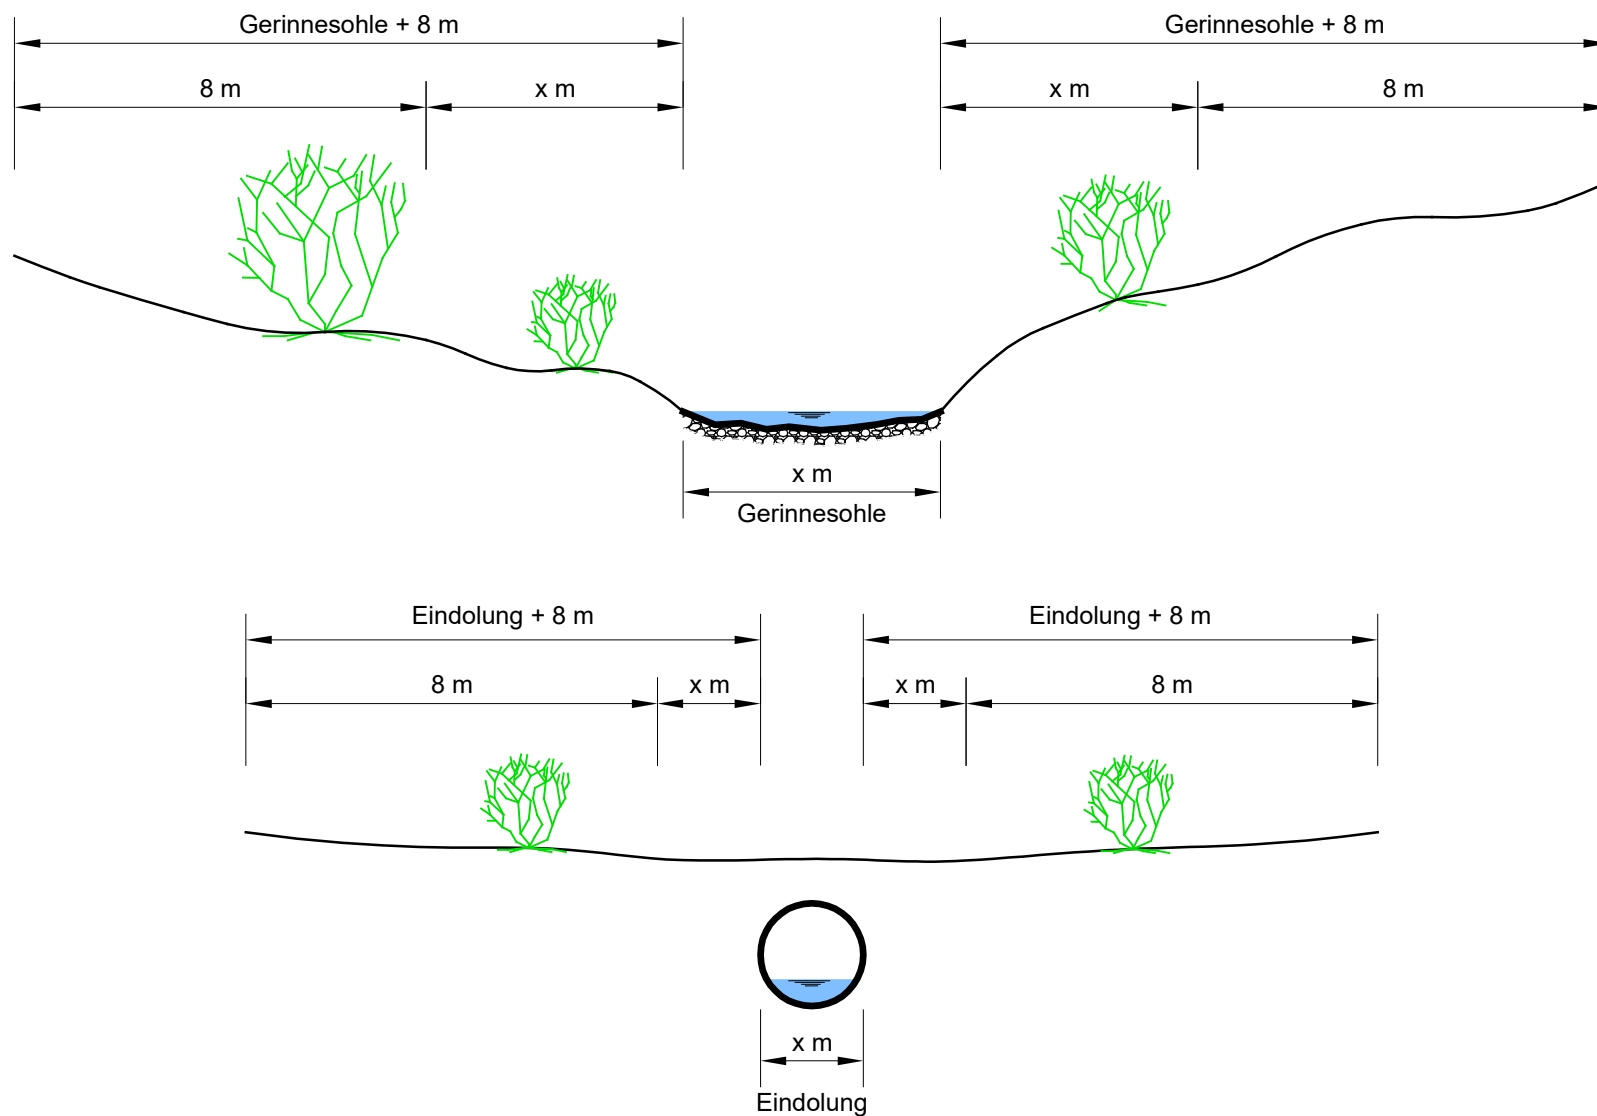 Gerinnesohle + 8 m
Gerinnesohle + 8 m
8 m
x m
x m
8 m
x m
Gerinnesohle
Eindolung + 8 m
Eindolung + 8 m
8 m
x m
x m
8 m
x m
Eindolung